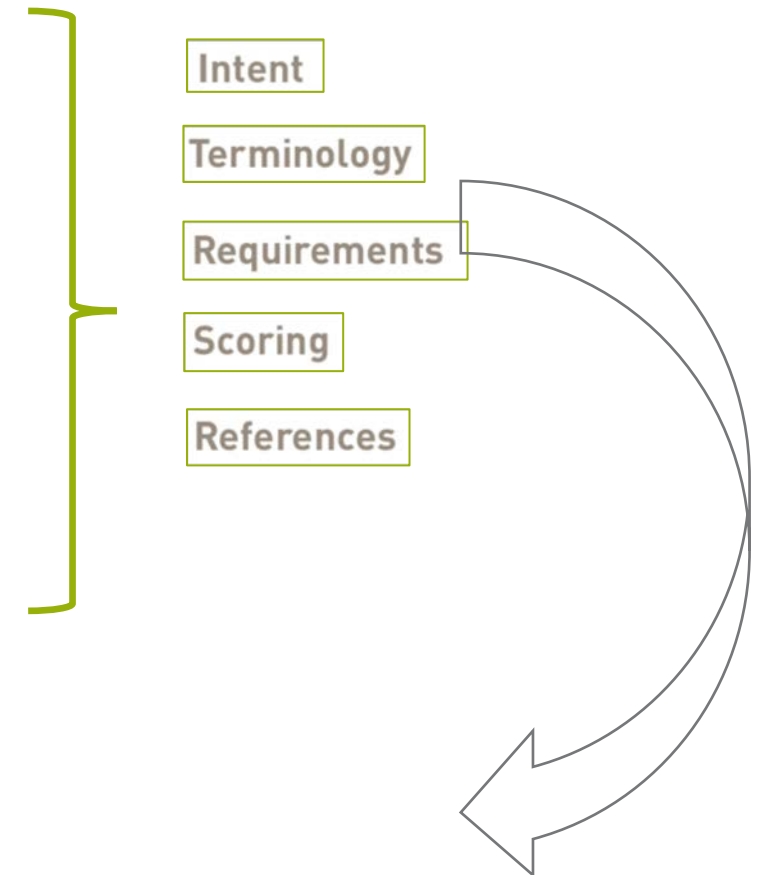 Intent
Terminology
Requirements
Scoring
References